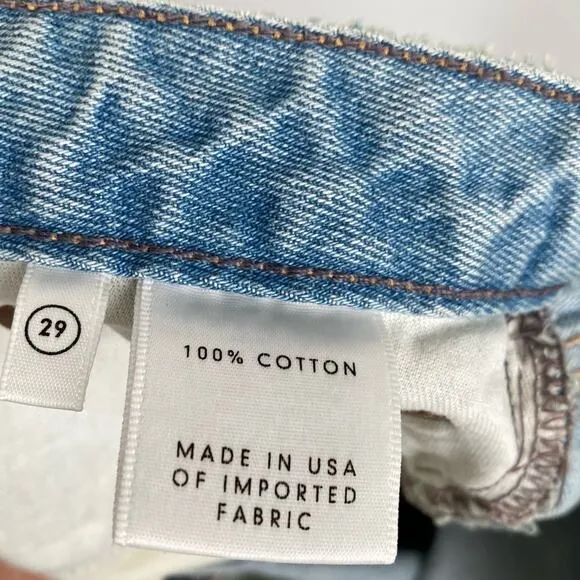 29
100% COTTON
MADE IN USA
OF IMPORTED
FABRIC